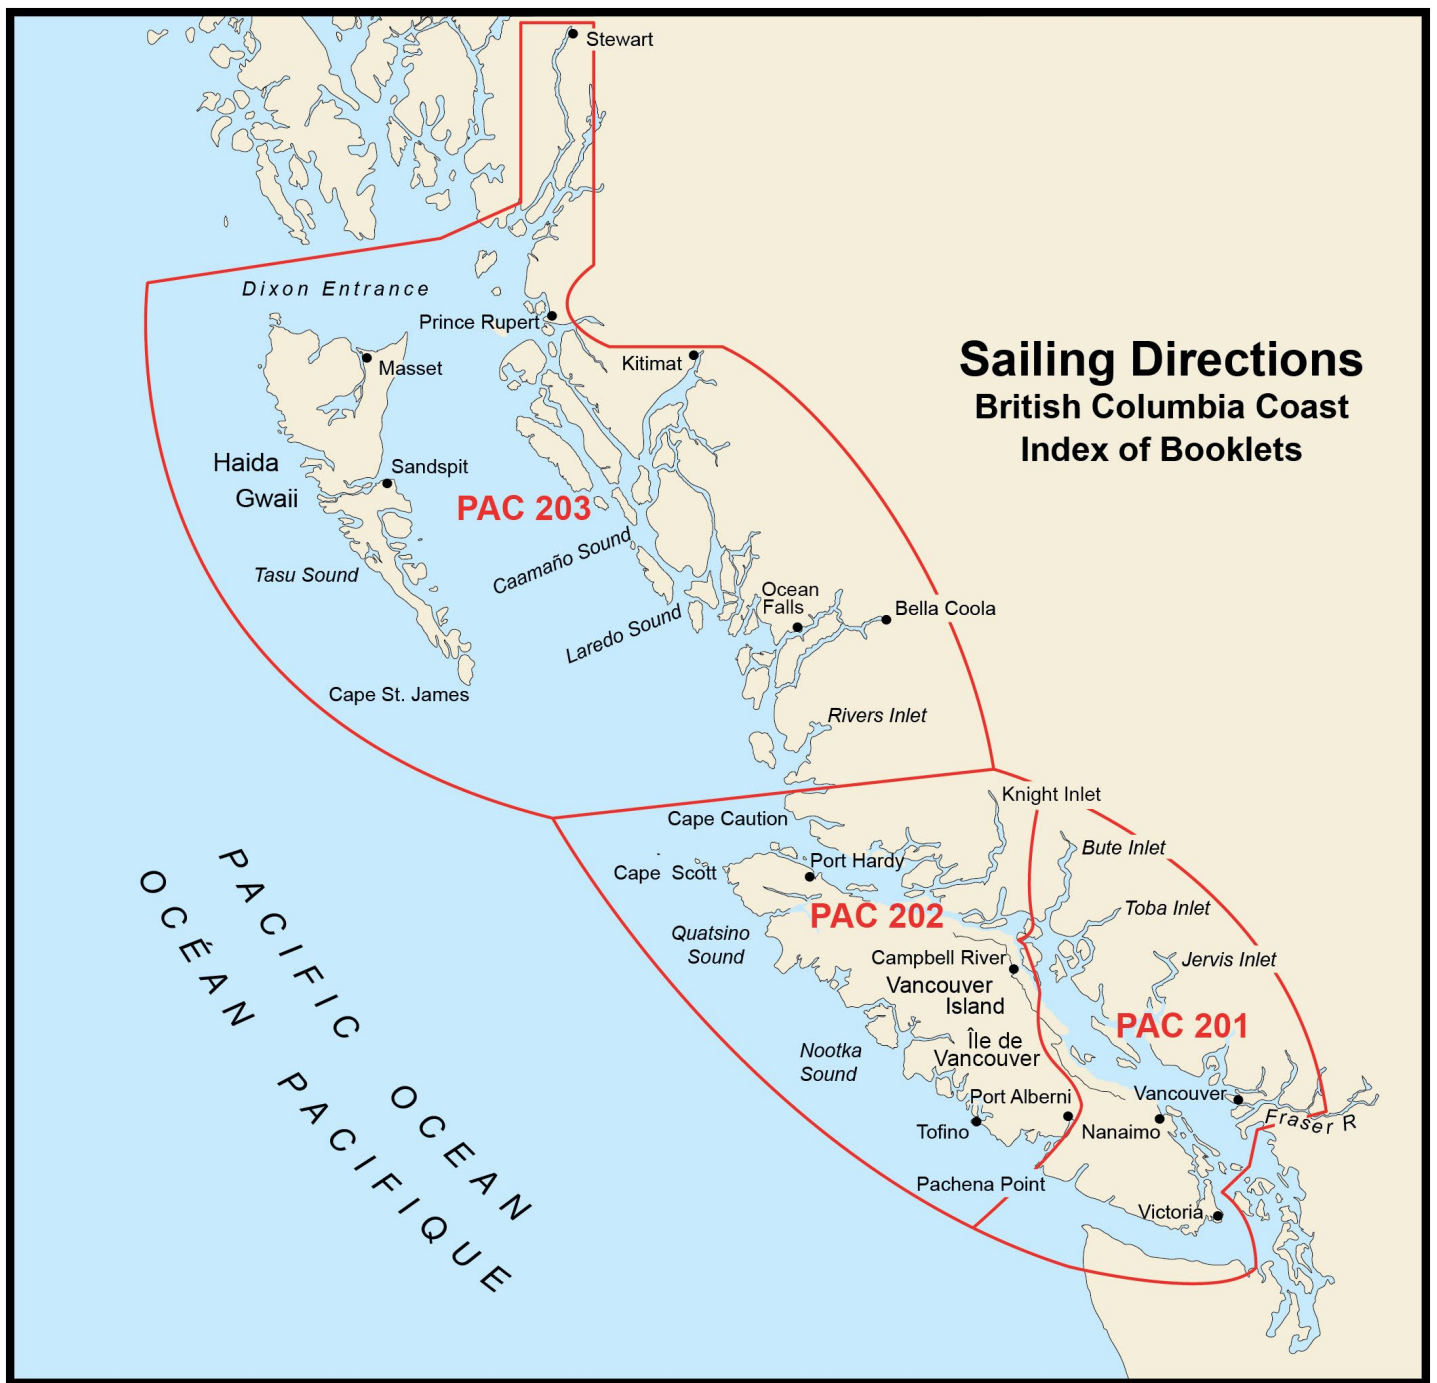 Stewart
Dixon Entrance
Prince Rupert
Masset
Kitimat
Sailing Directions
British Columbia Coast
Index of Booklets
Haida
Gwaii
Sandspit
PAC 203
Caamaño Sound
Tasu Sound
Laredo Sound
Ocean
Falls
Bella Coola
Cape St. James
Rivers Inlet
Knight Inlet
Cape Caution
Bute Inlet
Port Hardy
Cape Scott
PAC 202
Toba Inlet
Quatsino
Sound
Campbell River
Jervis Inlet
Vancouver
Island
PAC 201
Île de
Vancouver
Nootka
Sound
Port Alberni
Vancouver
Fraser R
Tofino
Nanaimo
Pachena Point
Victoria
PACIFIC OCEAN
OCÉAN PACIFIQUE